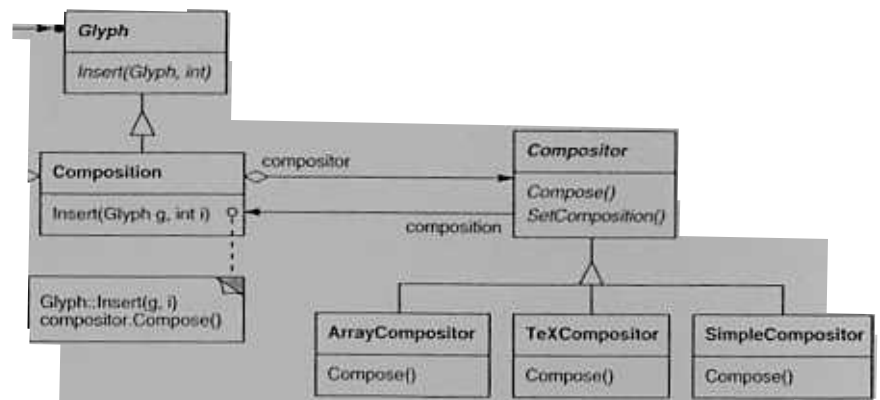 Glyph
Insert(Glyph, int)
Composition
Insert(Glyph g, int i)
Glyph::Insert(g, i)
compositor.Compose()
compositor
composition
Compositor
Compose()
SetComposition()
ArrayCompositor
Compose()
TeXCompositor
Compose()
SimpleCompositor
Compose()